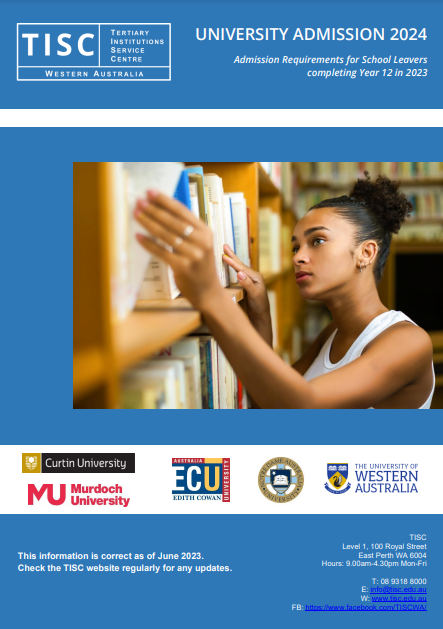 TISC
TERTIARY
INSTITUTIONS
SERVICE
CENTRE
WESTERN AUSTRALIA
UNIVERSITY ADMISSION 2024
Admission Requirements for School Leavers
completing Year 12 in 2023
Curtin University
Murdoch
University
AUSTRALIA
ECU
EDITH COWAN
UNIVERSITY
THE UNIVERSITY OF
WESTERN
AUSTRALIA
This information is correct as of June 2023.
Check the TISC website regularly for any updates.
TISC
Level 1, 100 Royal Street
East Perth WA 6004
Hours: 9.00am-4.30pm Mon-Fri
T: 08 9318 8000
E: info@tisc.edu.au
W: www.tisc.edu.au
FB: https://www.facebook.com/TISCWA/